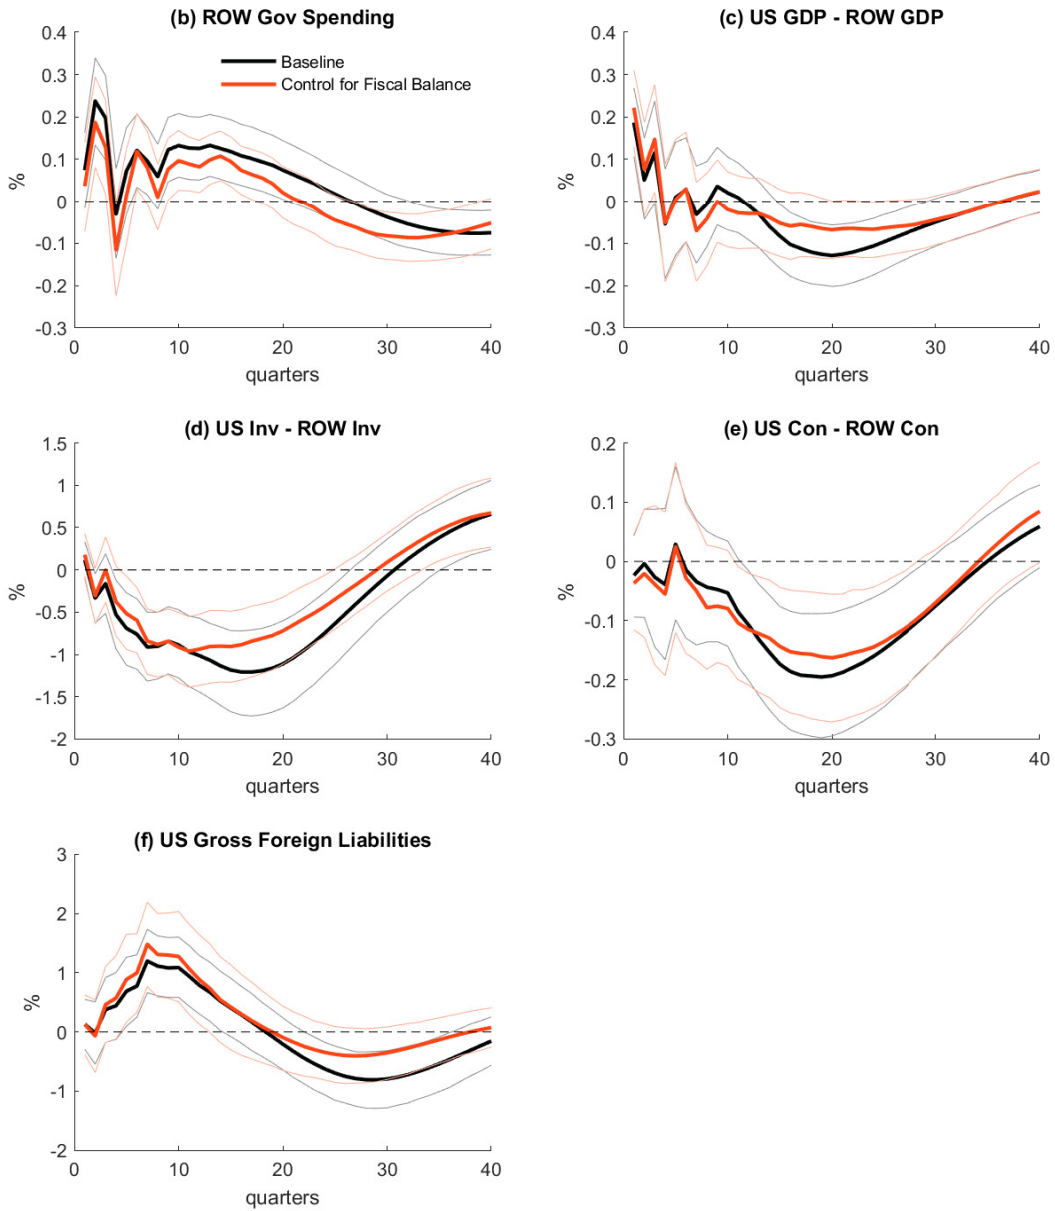 (b) ROW Gov Spending
0.4
0.3
0.2
0.1
0
-0.1
-0.2
-0.3
%
Baseline
Control for Fiscal Balance
0 10 20 30 40
quarters
(c) US GDP - ROW GDP
0.4
0.3
0.2
0.1
0
-0.1
-0.2
-0.3
%
0 10 20 30 40
quarters
(d) US Inv - ROW Inv
1.5
1
0.5
0
-0.5
-1
-1.5
-2
%
0 10 20 30 40
quarters
(e) US Con - ROW Con
0.2
0.1
0
-0.1
-0.2
-0.3
%
0 10 20 30 40
quarters
(f) US Gross Foreign Liabilities
3
2
1
0
-1
-2
%
0 10 20 30 40
quarters